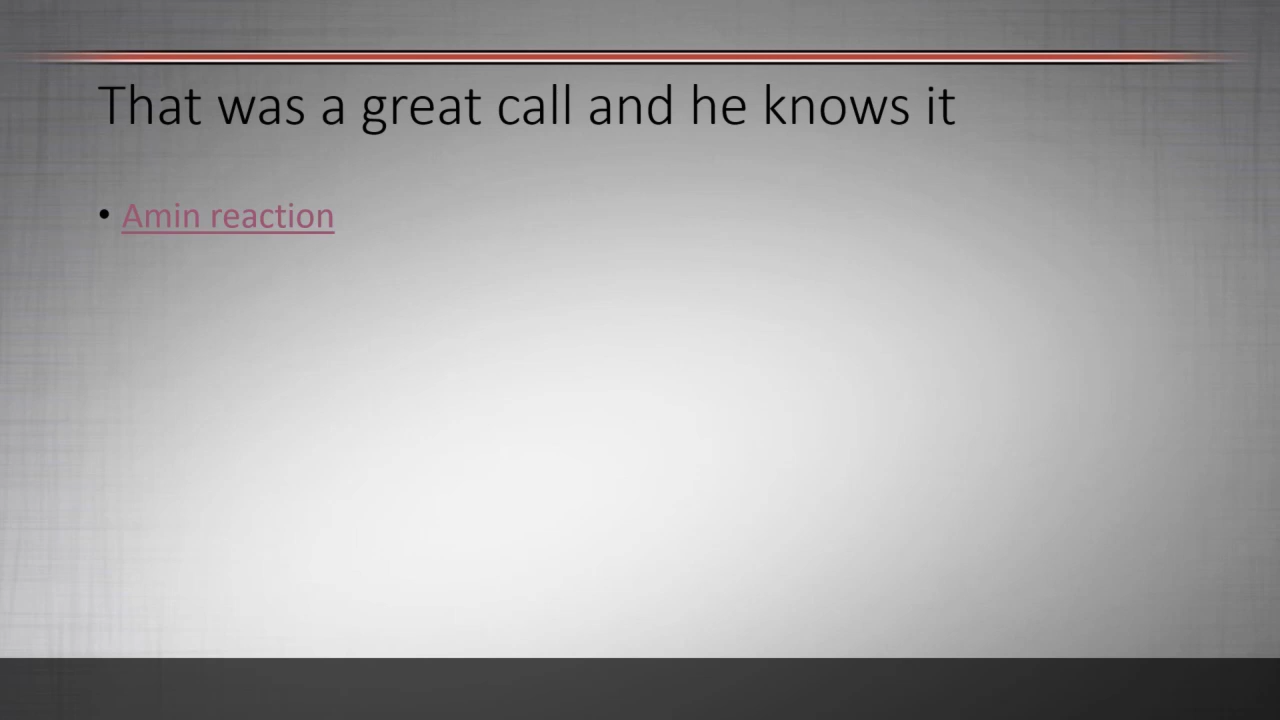 That was a great call and he knows it
• Amin reaction